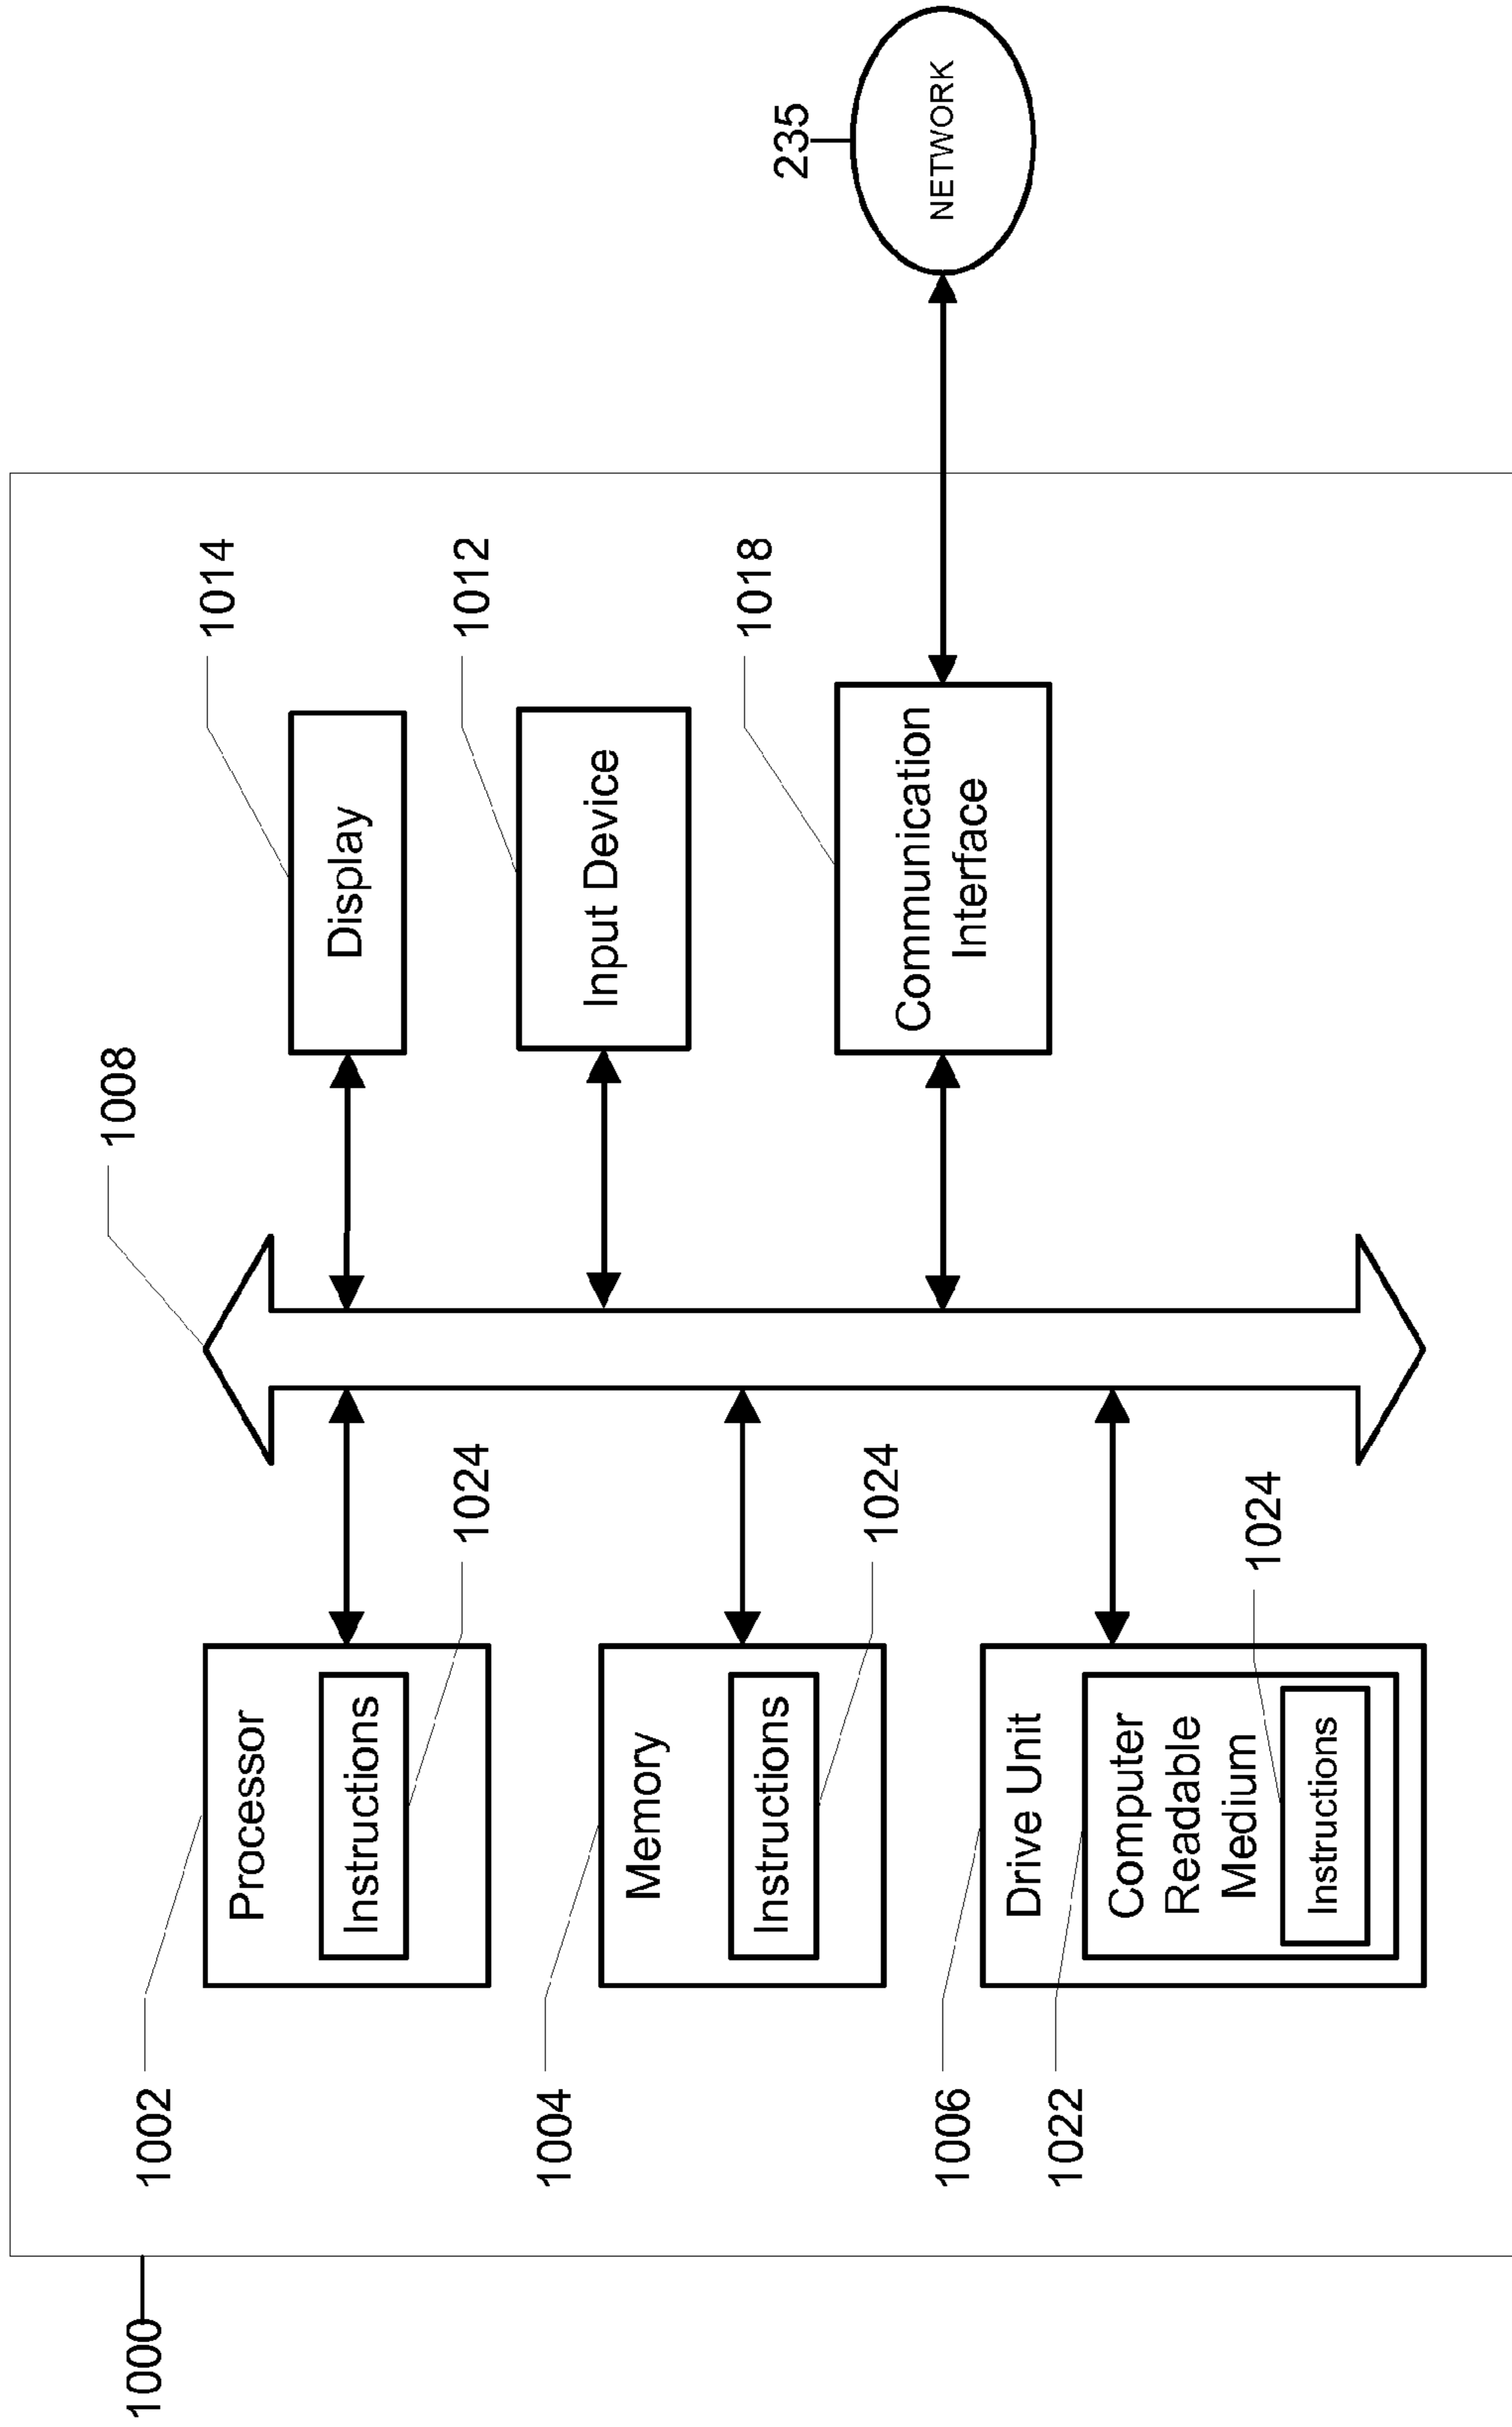 1000
1002
Processor
Instructions
1024
1004
Memory
Instructions
1024
1006
1022
Drive Unit
Computer
Readable
Medium
Instructions
1024
1008
1014
Display
1012
Input Device
1018
Communication
Interface
235
NETWORK